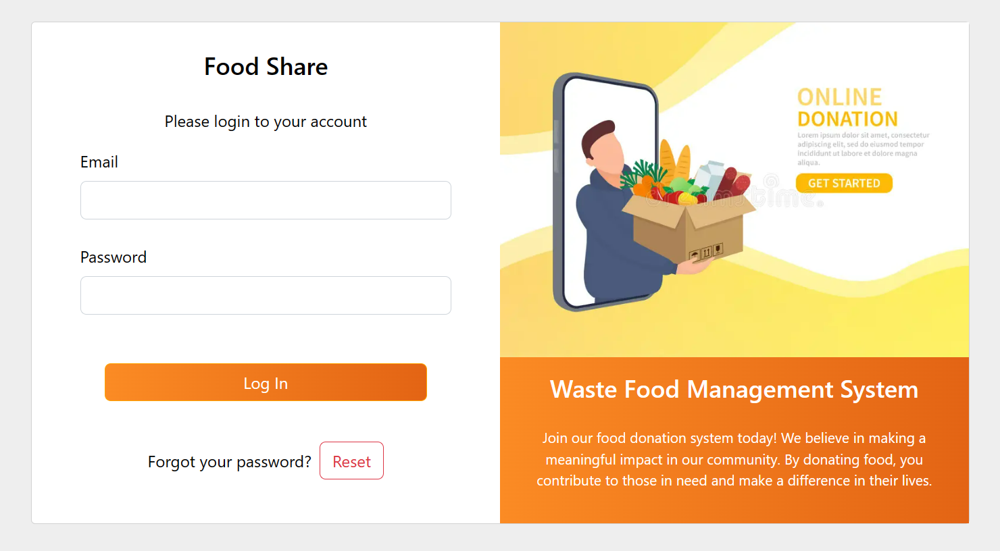 Food Share
Please login to your account
Email
Password
Log In
Forgot your password? Reset
ONLINE
DONATION
Lorem ipsum dolor sit amet, consectetur
adipiscing elit, sed do eiusmod tempor
incididunt ut labore et dolore magna
aliqua.
GET STARTED
Waste Food Management System
Join our food donation system today! We believe in making a
meaningful impact in our community. By donating food, you
contribute to those in need and make a difference in their lives.